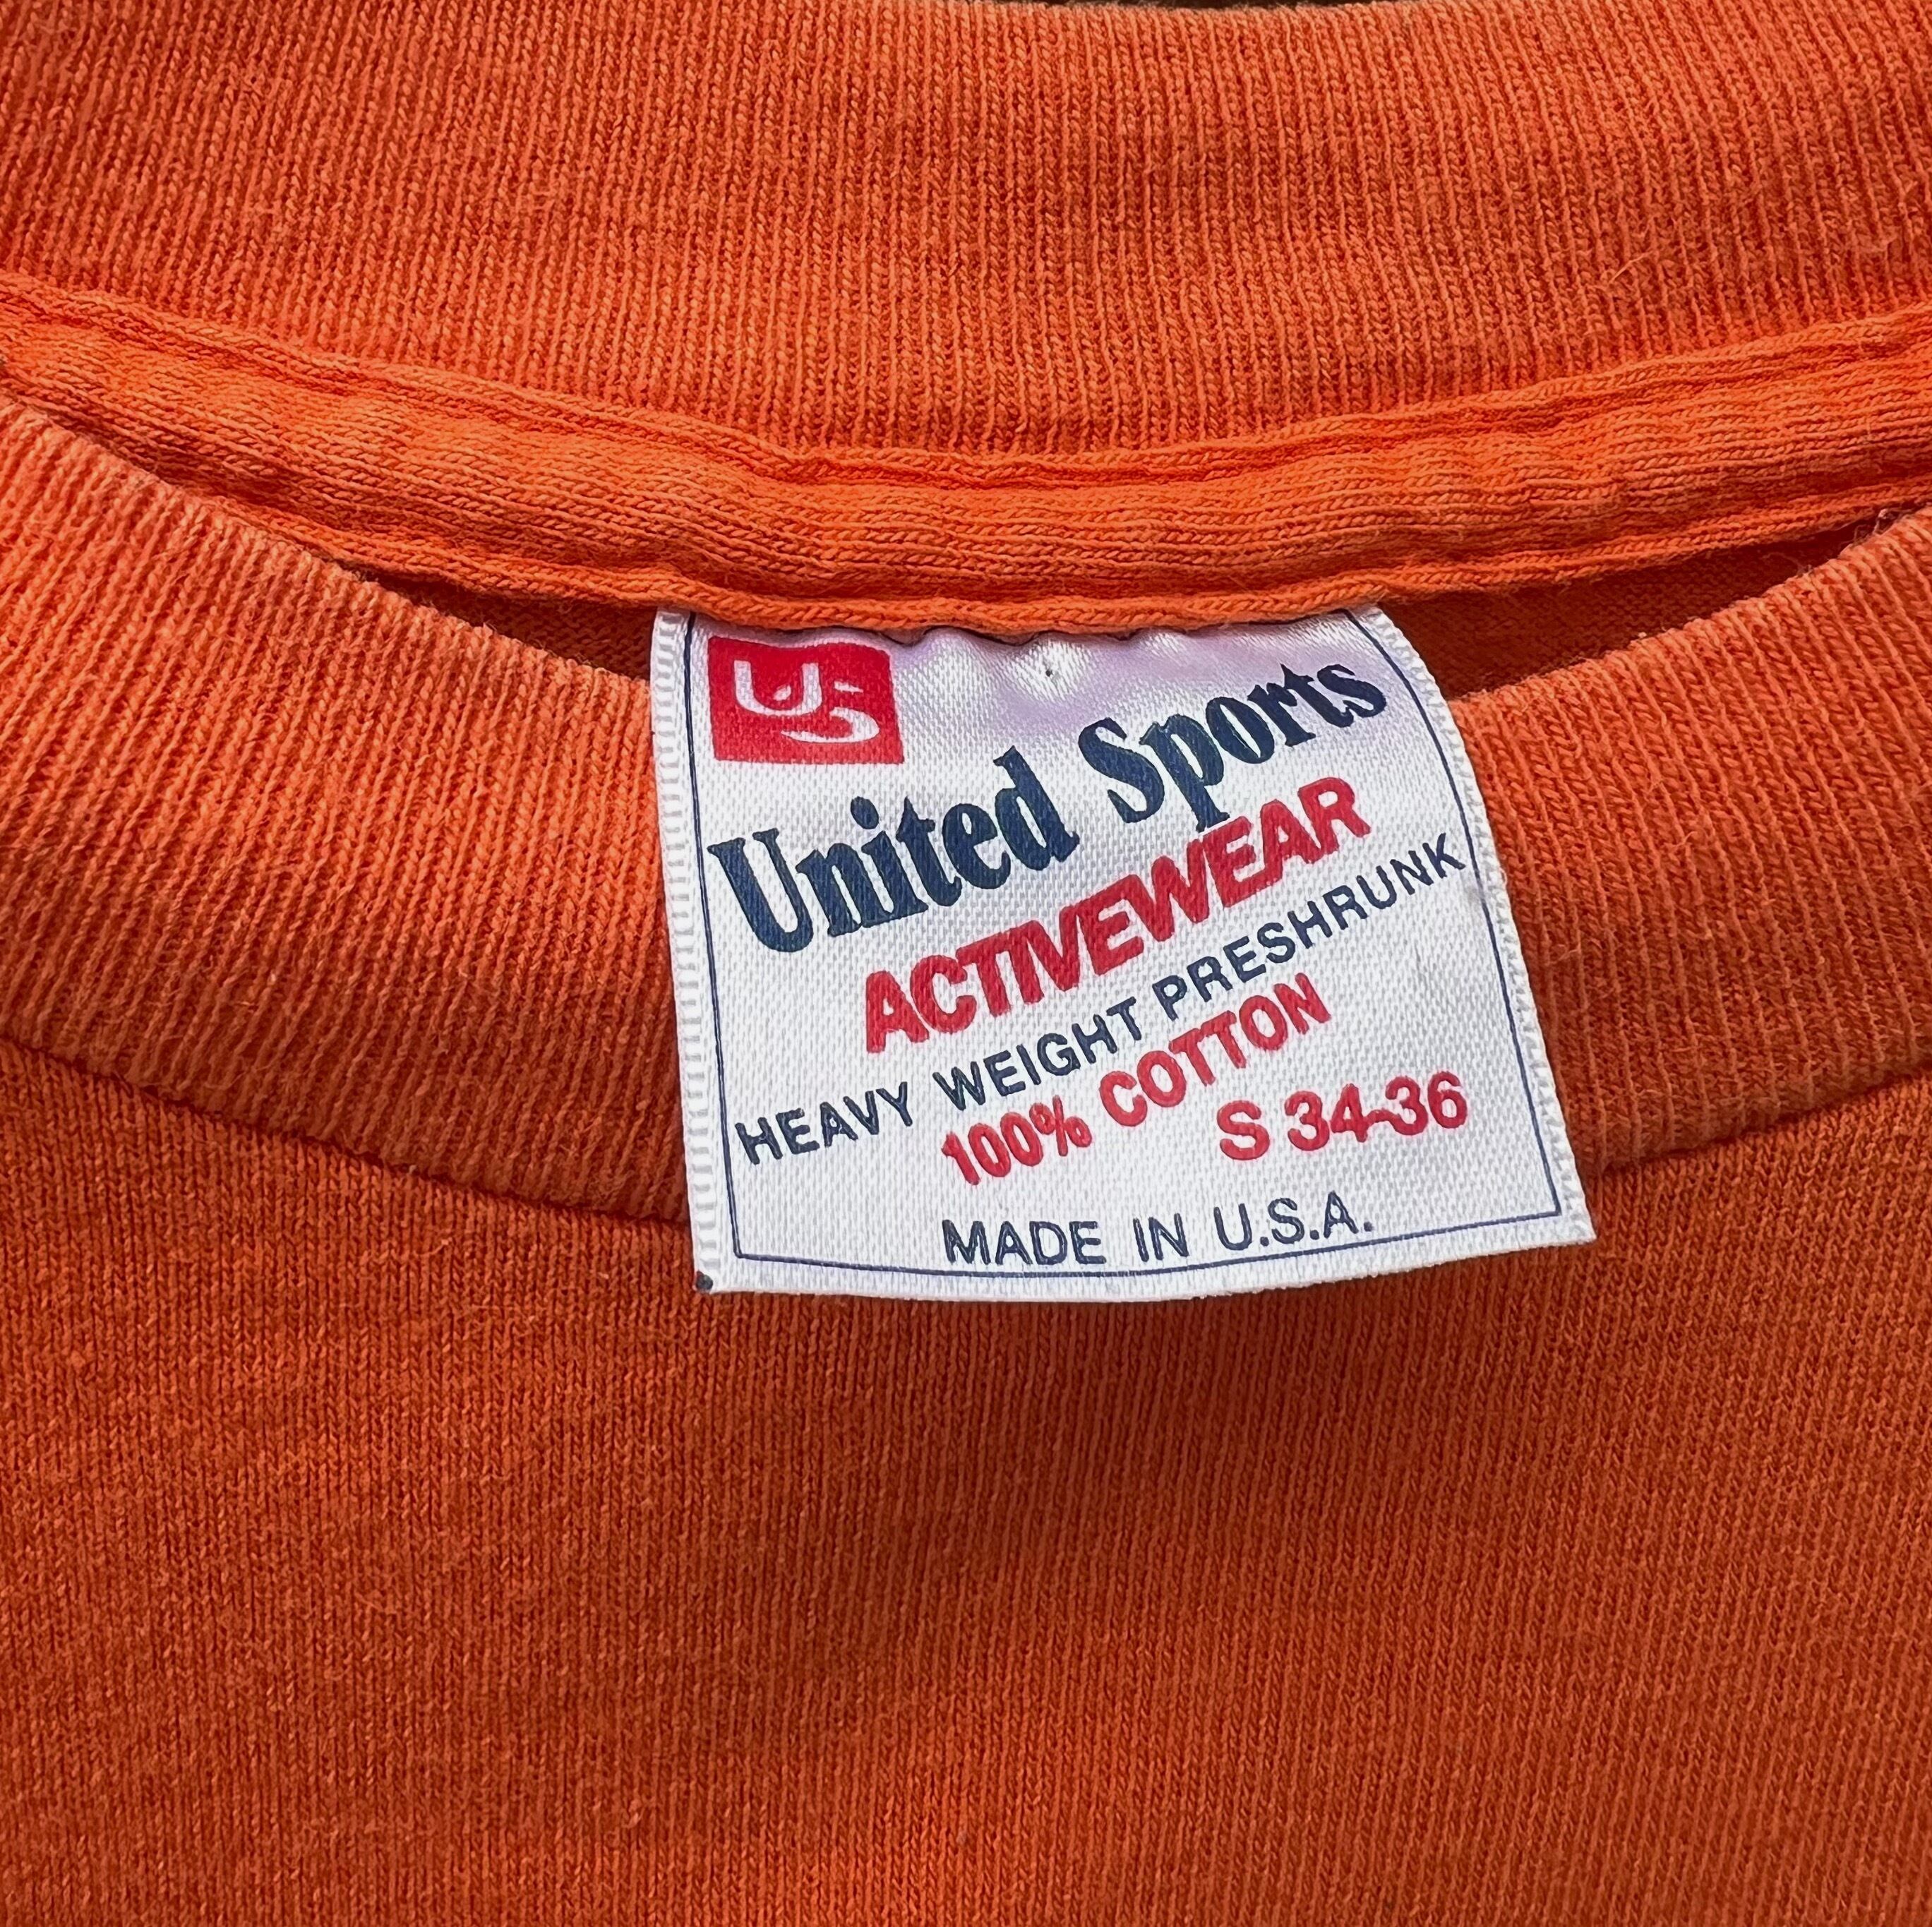 US
United Sports
ACTIVEWEAR
HEAVY WEIGHT PRESHRUNK
100% COTTON
S 34-36
MADE IN U.S.A.